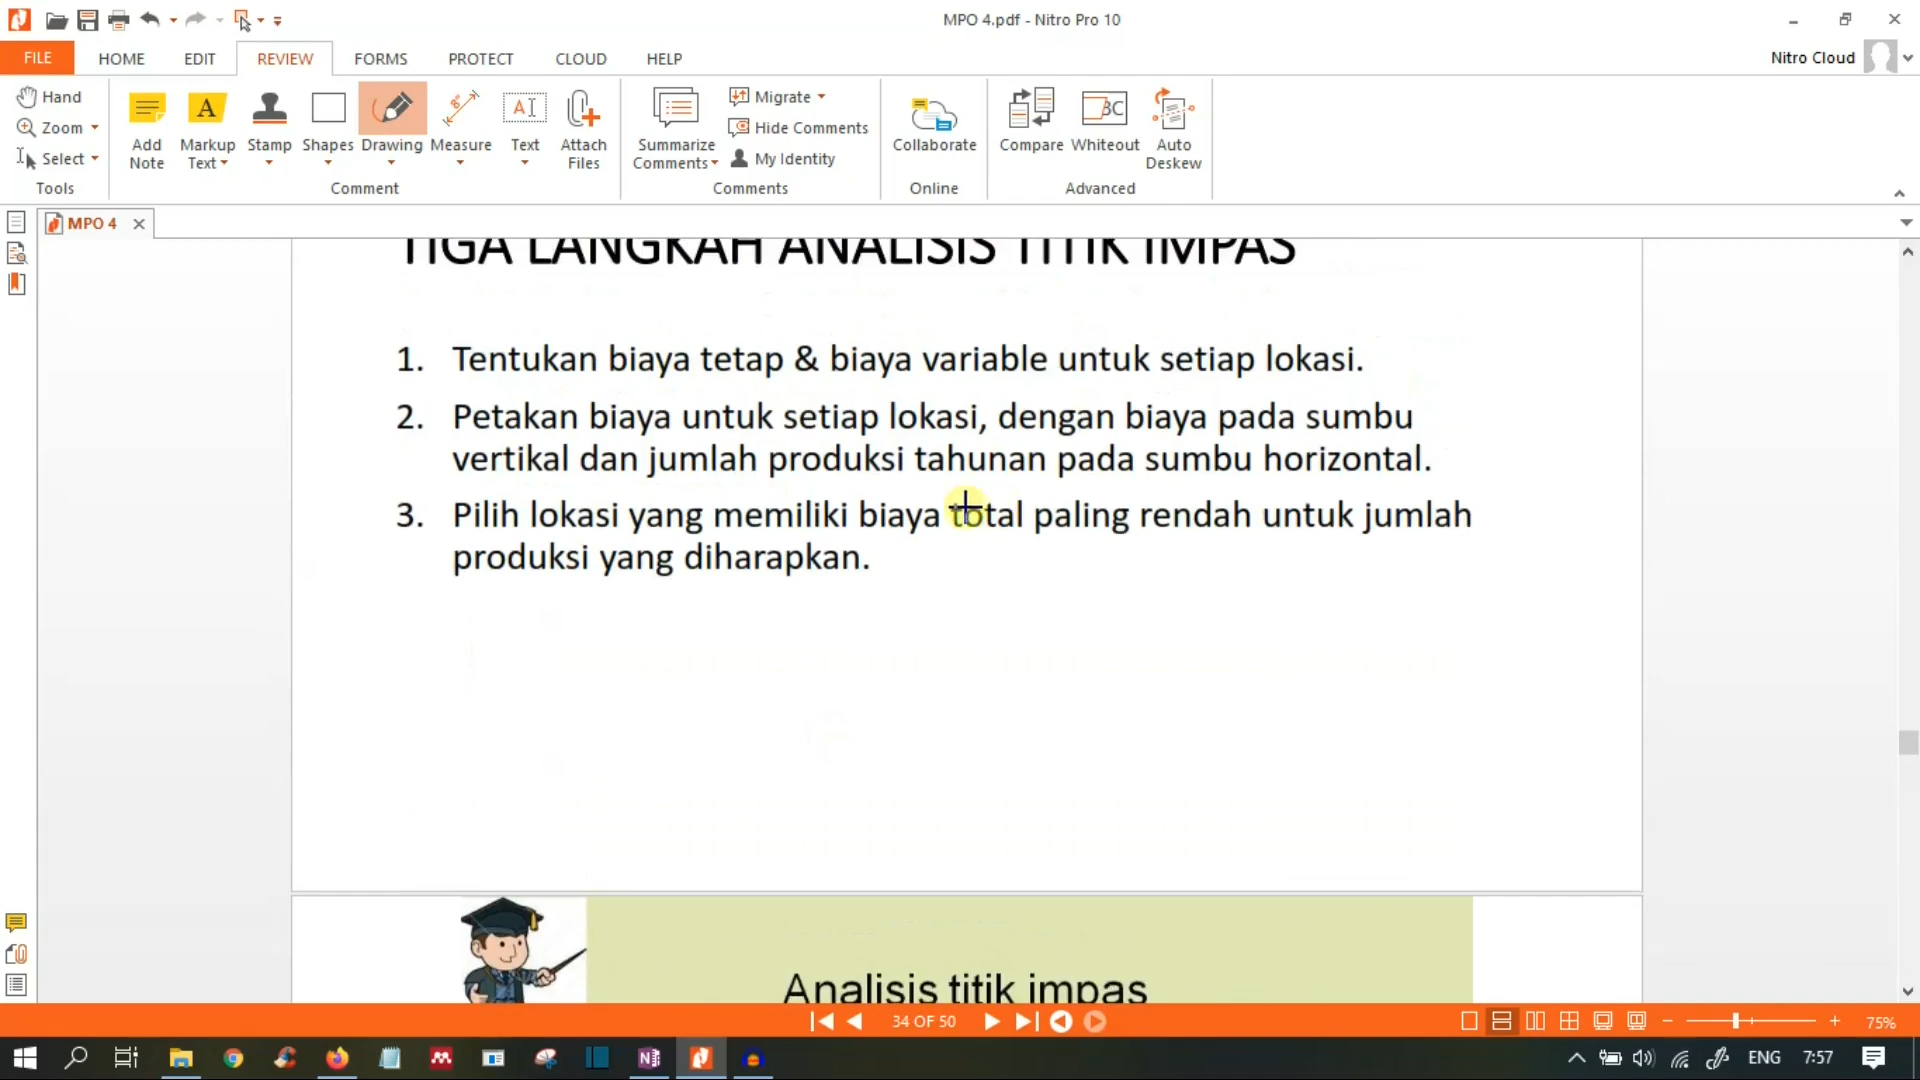 MPO 4.pdf - Nitro Pro 10
FILE
HOME
EDIT
REVIEW
FORMS
PROTECT
CLOUD
HELP
Nitro Cloud
Hand
Zoom
Select
Tools
Add
Note
Markup
Text
Stamp
Shapes
Drawing
Measure
Text
Attach
Files
Comment
Summarize
Comments
Migrate
Hide Comments
My Identity
Comments
Collaborate
Online
Compare
Whiteout
Auto
Deskew
Advanced
MPO 4
TIGA LANGKAH ANALISIS TITIK IMPAS
1. Tentukan biaya tetap & biaya variable untuk setiap lokasi.
2. Petakan biaya untuk setiap lokasi, dengan biaya pada sumbu
vertikal dan jumlah produksi tahunan pada sumbu horizontal.
3. Pilih lokasi yang memiliki biaya total paling rendah untuk jumlah
produksi yang diharapkan.
Analisis titik impas
34 OF 50
75%
ENG
7:57